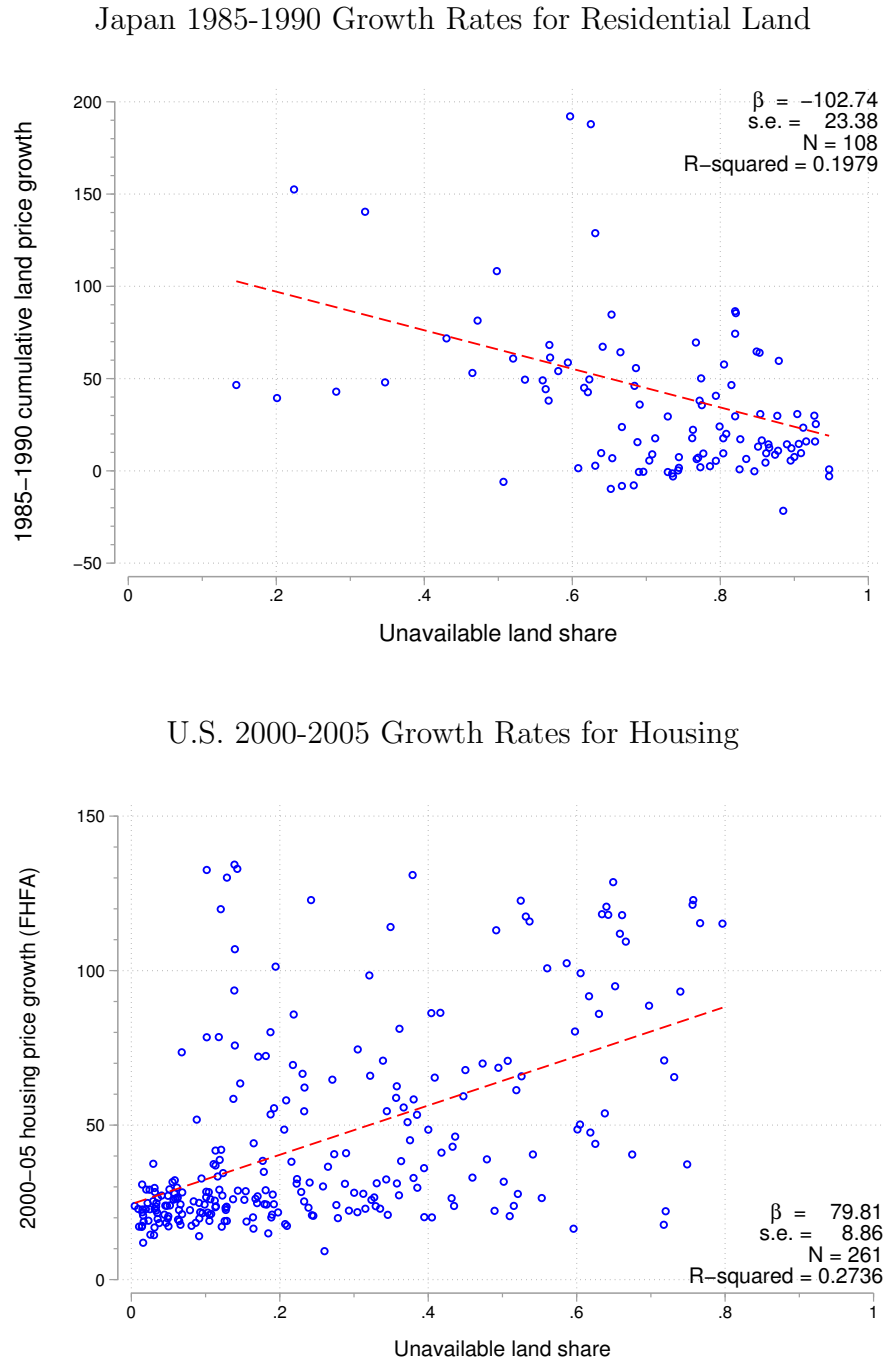 Japan 1985-1990 Growth Rates for Residential Land
β = −102.74
s.e. = 23.38
N = 108
R−squared = 0.1979
1985−1990 cumulative land price growth
200
150
100
50
0
−50
0 .2 .4 .6 .8 1
Unavailable land share
U.S. 2000-2005 Growth Rates for Housing
2000−05 housing price growth (FHFA)
150
100
50
0
β = 79.81
s.e. = 8.86
N = 261
R−squared = 0.2736
0 .2 .4 .6 .8 1
Unavailable land share